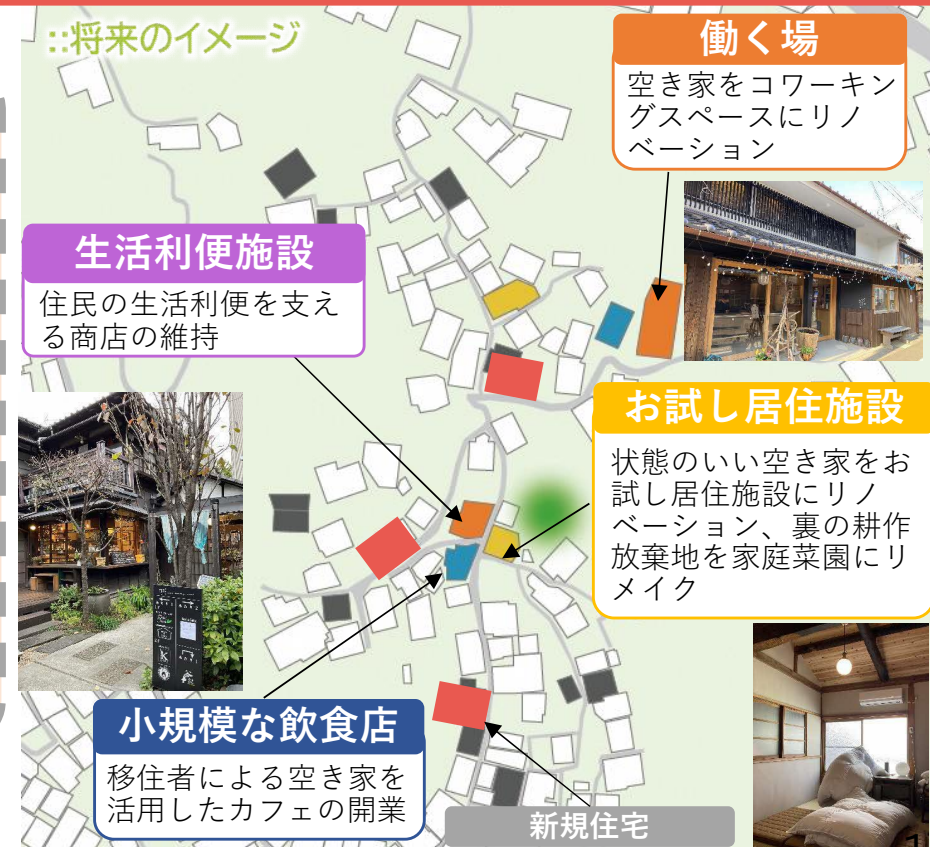 ::将来のイメージ
働く場
空き家をコワーキン
グスペースにリノ
ベーション
生活利便施設
住民の生活利便を支え
る商店の維持
お試し居住施設
状態のいい空き家をお
試し居住施設にリノ
ベーション、裏の耕作
放棄地を家庭菜園にリ
メイク
小規模な飲食店
移住者による空き家を
活用したカフェの開業
新規住宅